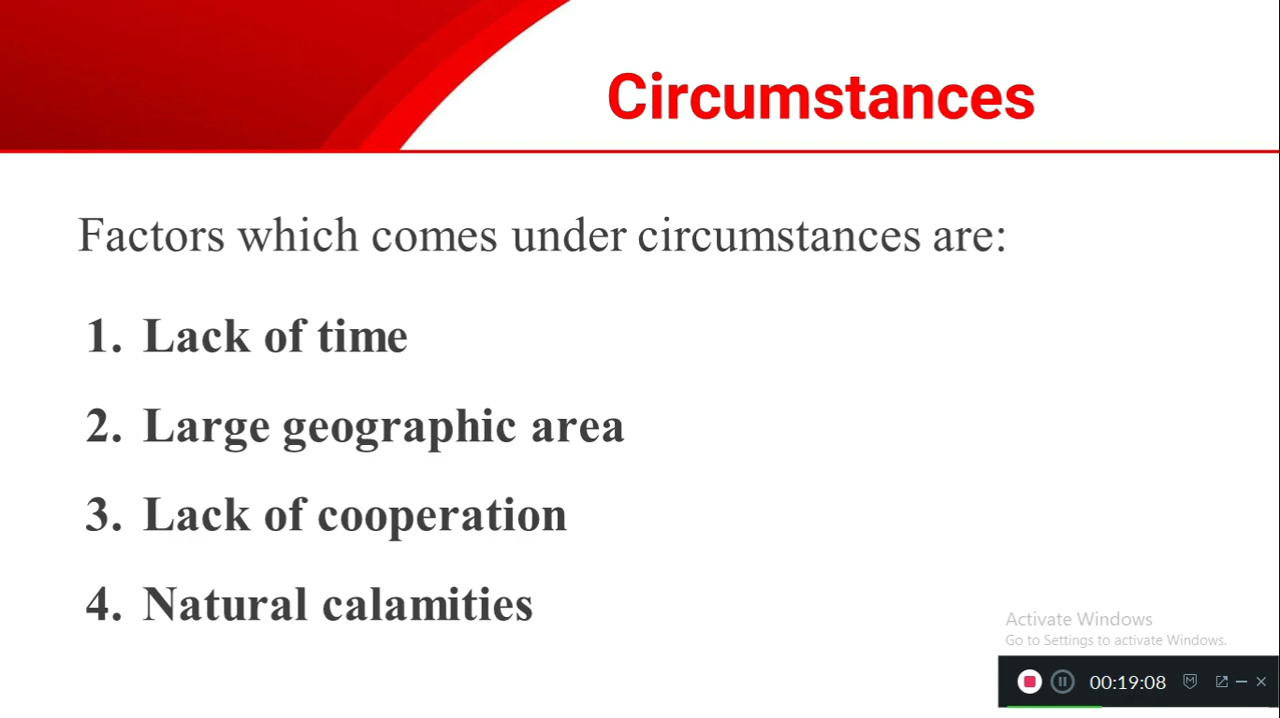 Circumstances
Factors which comes under circumstances are:
1. Lack of time
2. Large geographic area
3. Lack of cooperation
4. Natural calamities
Activate Windows
Go to Settings to activate Windows.
00:19:08